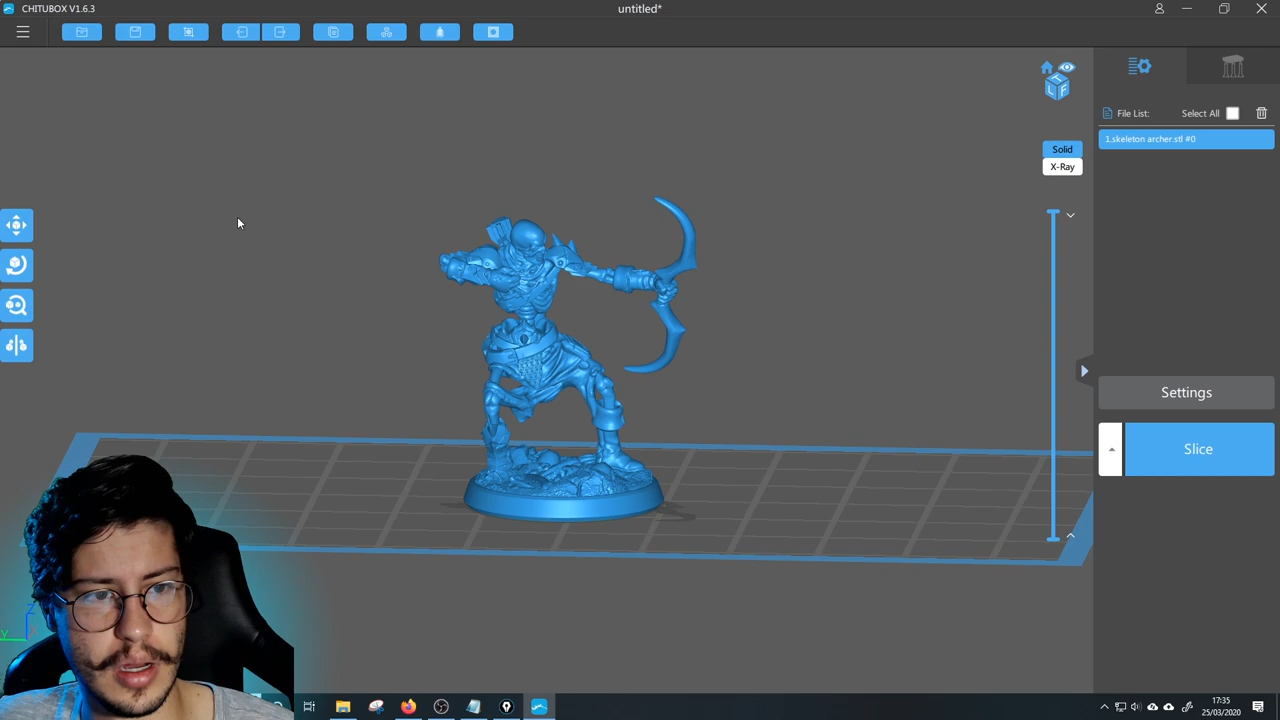 CHITUBOX V1.6.3
untitled*
File List:
Select All
1.skeleton archer.stl #0
Solid
X-Ray
Settings
Slice
Z
Y
17:35
25/03/2020